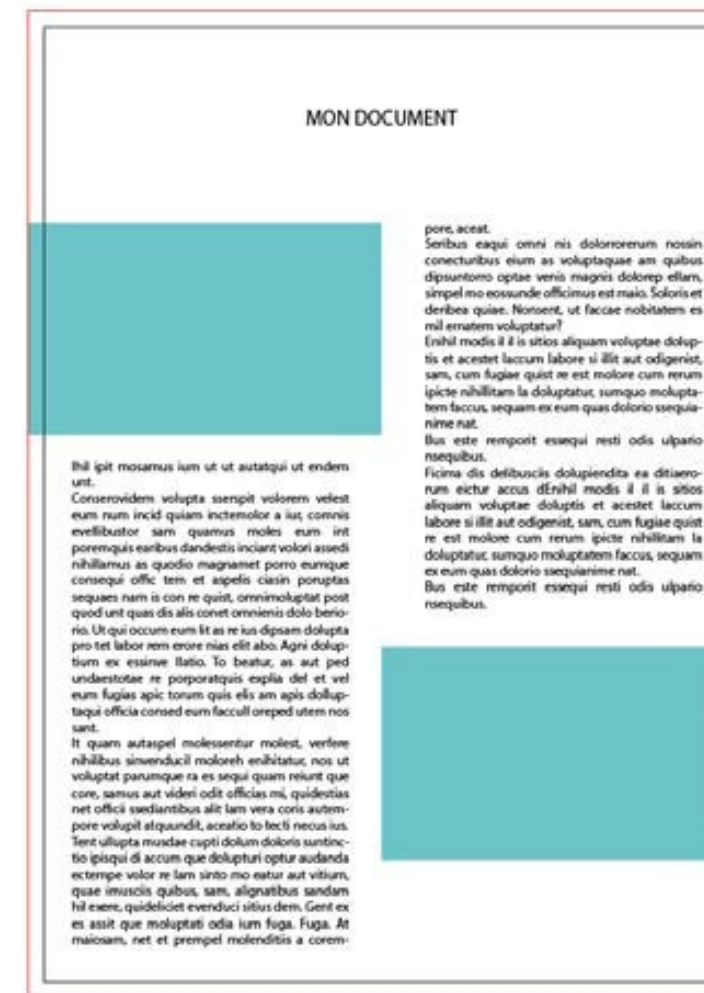 MON DOCUMENT
Ihil ipit mosamus ium ut ut autatqui ut endem
unt.
Conserovidem volupta sserspit volorem velest
eum num incid quiam inctemolor a iur, comnis
evellibustor sam quamus moles eum int
poremquis earibus dandestis inciant volori assedi
nihillamus as quodio magnamet porro eumque
consequi offic tem et aspelis ciasin poruptas
sequaes nam is con re quist, omnimoluptat post
quod unt quas dis alis conet omnienis dolo berio-
rio. Ut qui occum eum lit as re ius dipsam dolupta
pro tet labor rem erore nias elit abo. Agni dolup-
tium ex essinve llatio. To beatur, as aut ped
undaestotae re porporatquis explia del et vel
eum fugias apic torum quis elis am apis dollup-
taqui officia consed eum faccull oreped utem nos
sant.
It quam autaspel molessentur molest, verfere
nihilibus sinvenducil moloreh enihitatur, nos ut
voluptat parumque ra es sequi quam reiunt que
core, samus aut videri odit officias mi, quidestias
net officii ssediantibus alit lam vera coris autem-
pore volupit atquundit, aceatio to tecti necus ius.
Tent ullupta musdae cupti dolum doloris suntinc-
tio ipisqui di accum que dolupturi optur audanda
ectempe volor re lam sinto mo eatur aut vitium,
quae imusciis quibus, sam, alignatibus sandam
hil exere, quideliciet evenduci sitius dem. Gent ex
es assit que moluptati odia ium fuga. Fuga. At
maiosam, net et prempel molenditiis a corem-
pore, aceat.
Seribus eaqui omni nis dolorrorerum nossin
conecturibus eium as voluptaquae am quibus
dipsuntorro optae venis magnis dolorep ellam,
simpel mo eossunde officimus est maio. Soloris et
deribea quiae. Nonsent, ut faccae nobitatem es
mil ernatem voluptatur?
Enihil modis il il is sitios aliquam voluptae dolup-
tis et acestet laccum labore si illit aut odigenist,
sam, cum fugiae quist re est molore cum rerum
ipicte nihillitam la doluptatur, sumquo molupta-
tem faccus, sequam ex eum quas dolorio ssequia-
nime nat.
Bus este remporit essequi resti odis ulpario
nsequibus.
Ficima dis delibusciis dolupiendita ea ditiaero-
rum eictur accus dEnihil modis il il is sitios
aliquam voluptae doluptis et acestet laccum
labore si illit aut odigenist, sam, cum fugiae quist
re est molore cum rerum ipicte nihillitam la
doluptatur, sumquo moluptatem faccus, sequam
ex eum quas dolorio ssequianime nat.
Bus este remporit essequi resti odis ulpario
nsequibus.